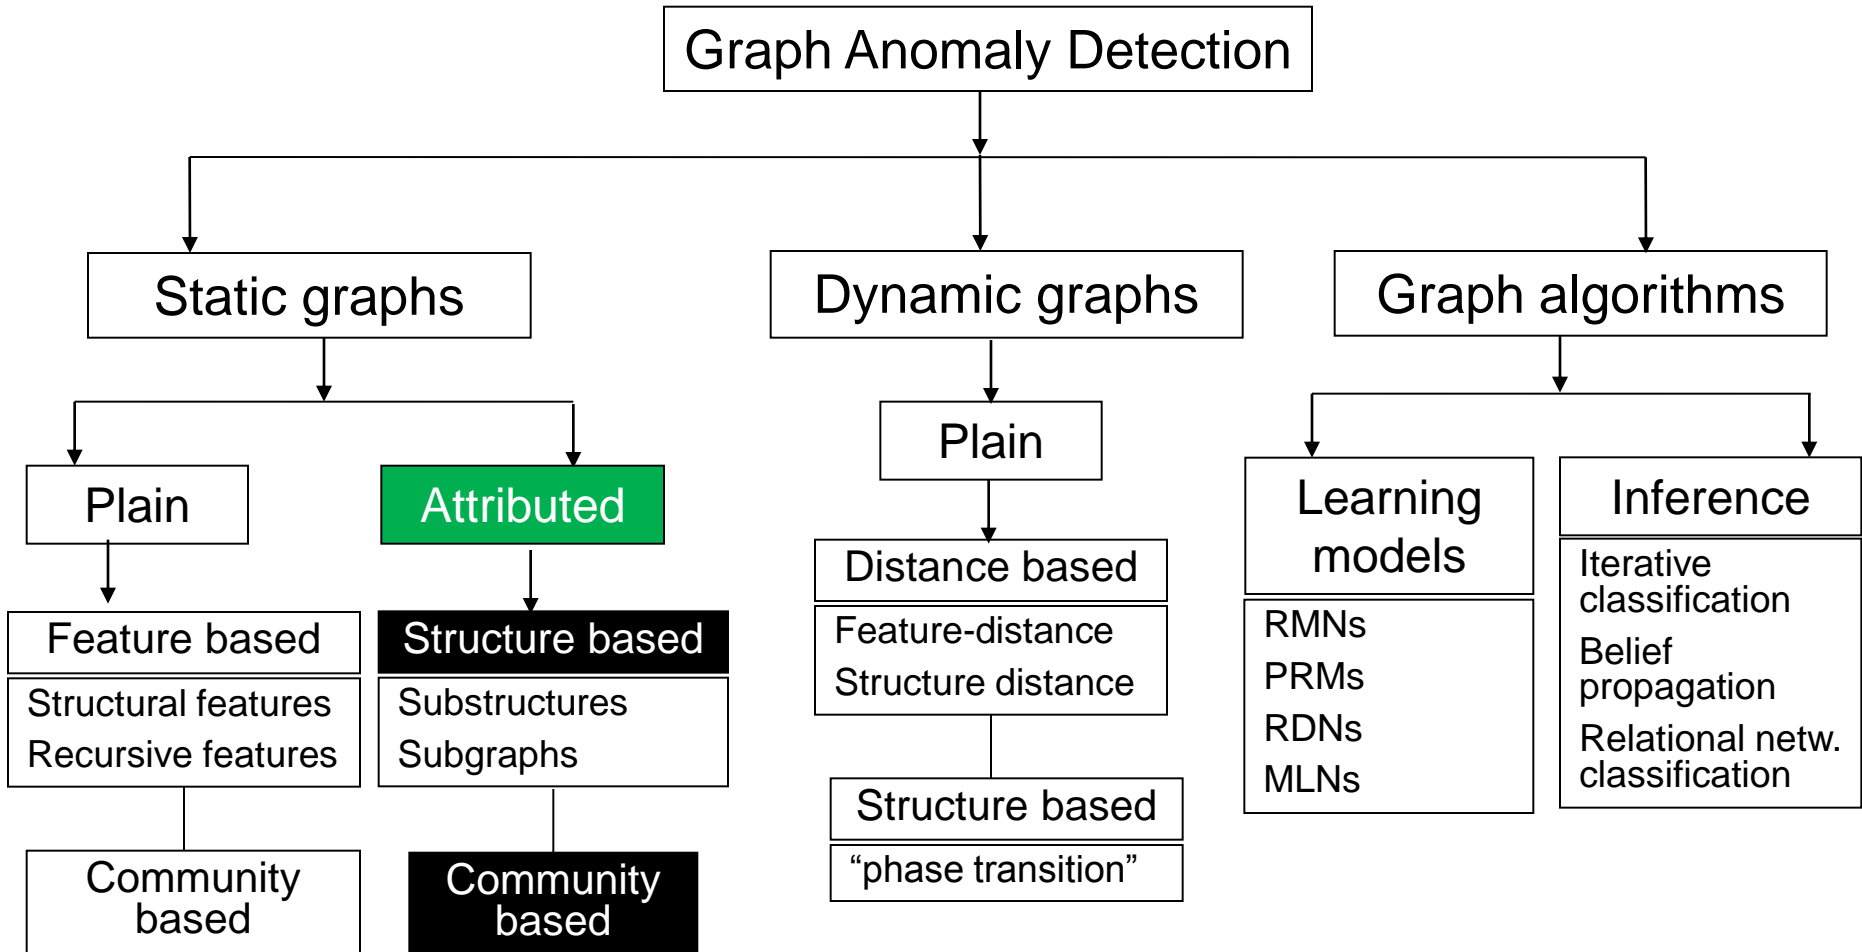 Graph Anomaly Detection
Static graphs
Dynamic graphs
Graph algorithms
Plain
Attributed
Plain
Learning
models
Inference
Feature based
Structural features
Recursive features
Community
based
Structure based
Substructures
Subgraphs
Community
based
Distance based
Feature-distance
Structure distance
Structure based
“phase transition”
RMNs
PRMs
RDNs
MLNs
Iterative
classification
Belief
propagation
Relational netw.
classification